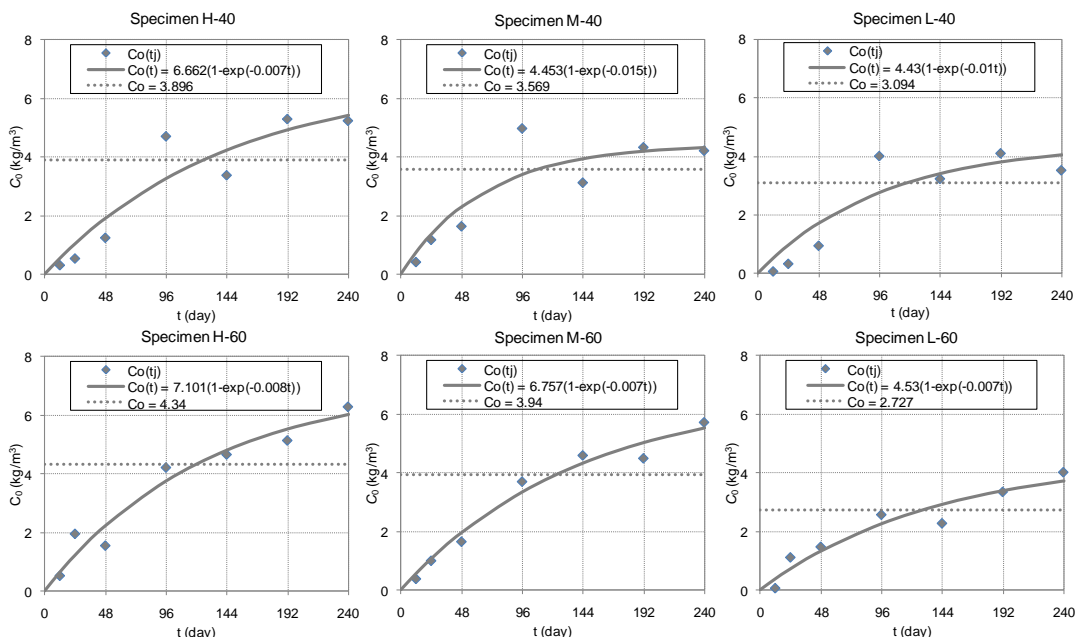 Specimen H-40
8
6
4
2
0
C₀ (kg/m³)
Co(tj)
Co(t) = 6.662(1-exp(-0.007t))
Co = 3.896
0 48 96 144 192 240
t (day)
Specimen M-40
8
6
4
2
0
C₀ (kg/m³)
Co(tj)
Co(t) = 4.453(1-exp(-0.015t))
Co = 3.569
0 48 96 144 192 240
t (day)
Specimen L-40
8
6
4
2
0
C₀ (kg/m³)
Co(tj)
Co(t) = 4.43(1-exp(-0.01t))
Co = 3.094
0 48 96 144 192 240
t (day)
Specimen H-60
8
6
4
2
0
C₀ (kg/m³)
Co(tj)
Co(t) = 7.101(1-exp(-0.008t))
Co = 4.34
0 48 96 144 192 240
t (day)
Specimen M-60
8
6
4
2
0
C₀ (kg/m³)
Co(tj)
Co(t) = 6.757(1-exp(-0.007t))
Co = 3.94
0 48 96 144 192 240
t (day)
Specimen L-60
8
6
4
2
0
C₀ (kg/m³)
Co(tj)
Co(t) = 4.53(1-exp(-0.007t))
Co = 2.727
0 48 96 144 192 240
t (day)